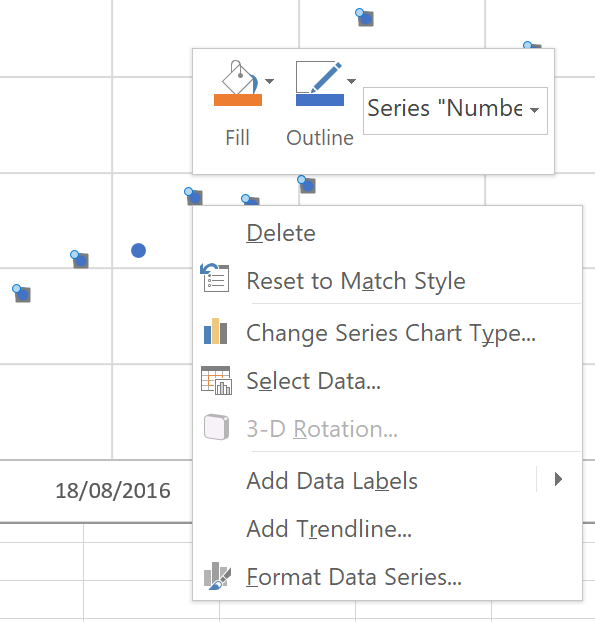 Fill
Outline
Series "Numbe
Delete
Reset to Match Style
Change Series Chart Type...
Select Data...
3-D Rotation...
18/08/2016
Add Data Labels
Add Trendline...
Format Data Series...